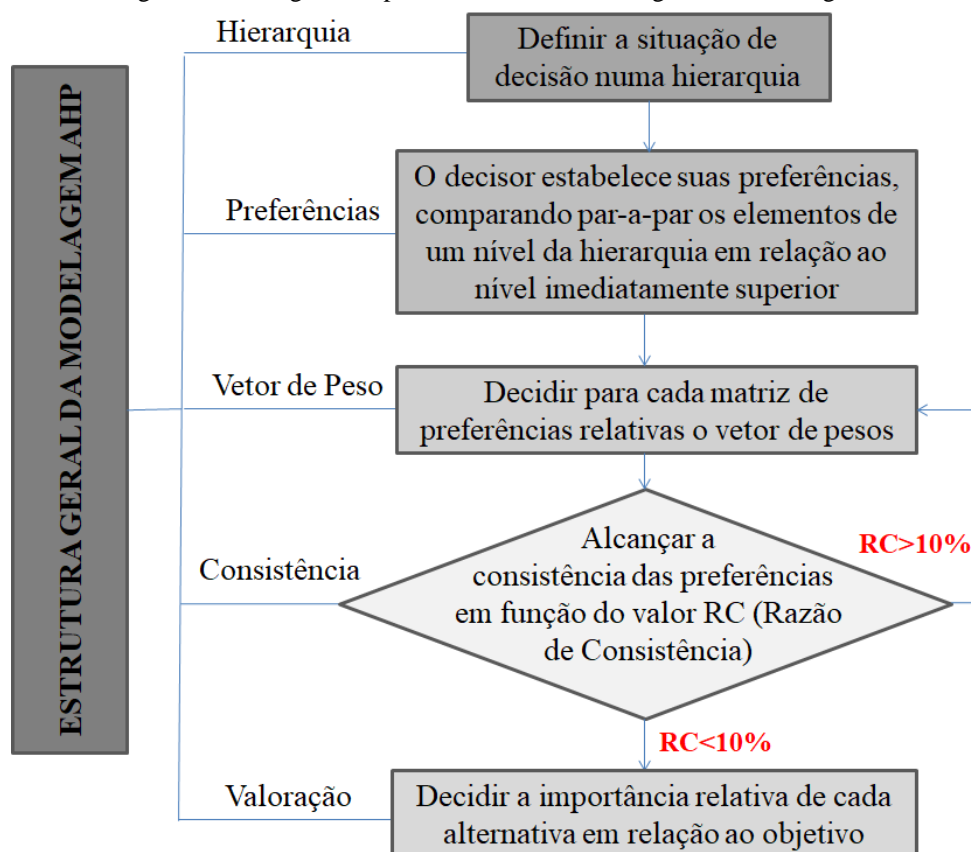 Hierarquia
Definir a situação de
decisão numa hierarquia
ESTRUTURA GERAL DA MODELAGEM AHP
Preferências
O decisor estabelece suas preferências,
comparando par-a-par os elementos de
um nível da hierarquia em relação ao
nível imediatamente superior
Vetor de Peso
Decidir para cada matriz de
preferências relativas o vetor de pesos
Consistência
Alcançar a
consistência das preferências
em função do valor RC (Razão
de Consistência)
RC>10%
RC<10%
Valoração
Decidir a importância relativa de cada
alternativa em relação ao objetivo